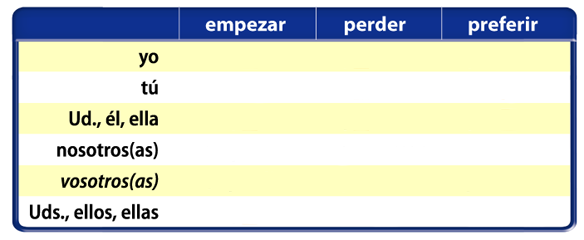 empezar perder preferir
yo
tú
Ud., él, ella
nosotros(as)
vosotros(as)
Uds., ellos, ellas